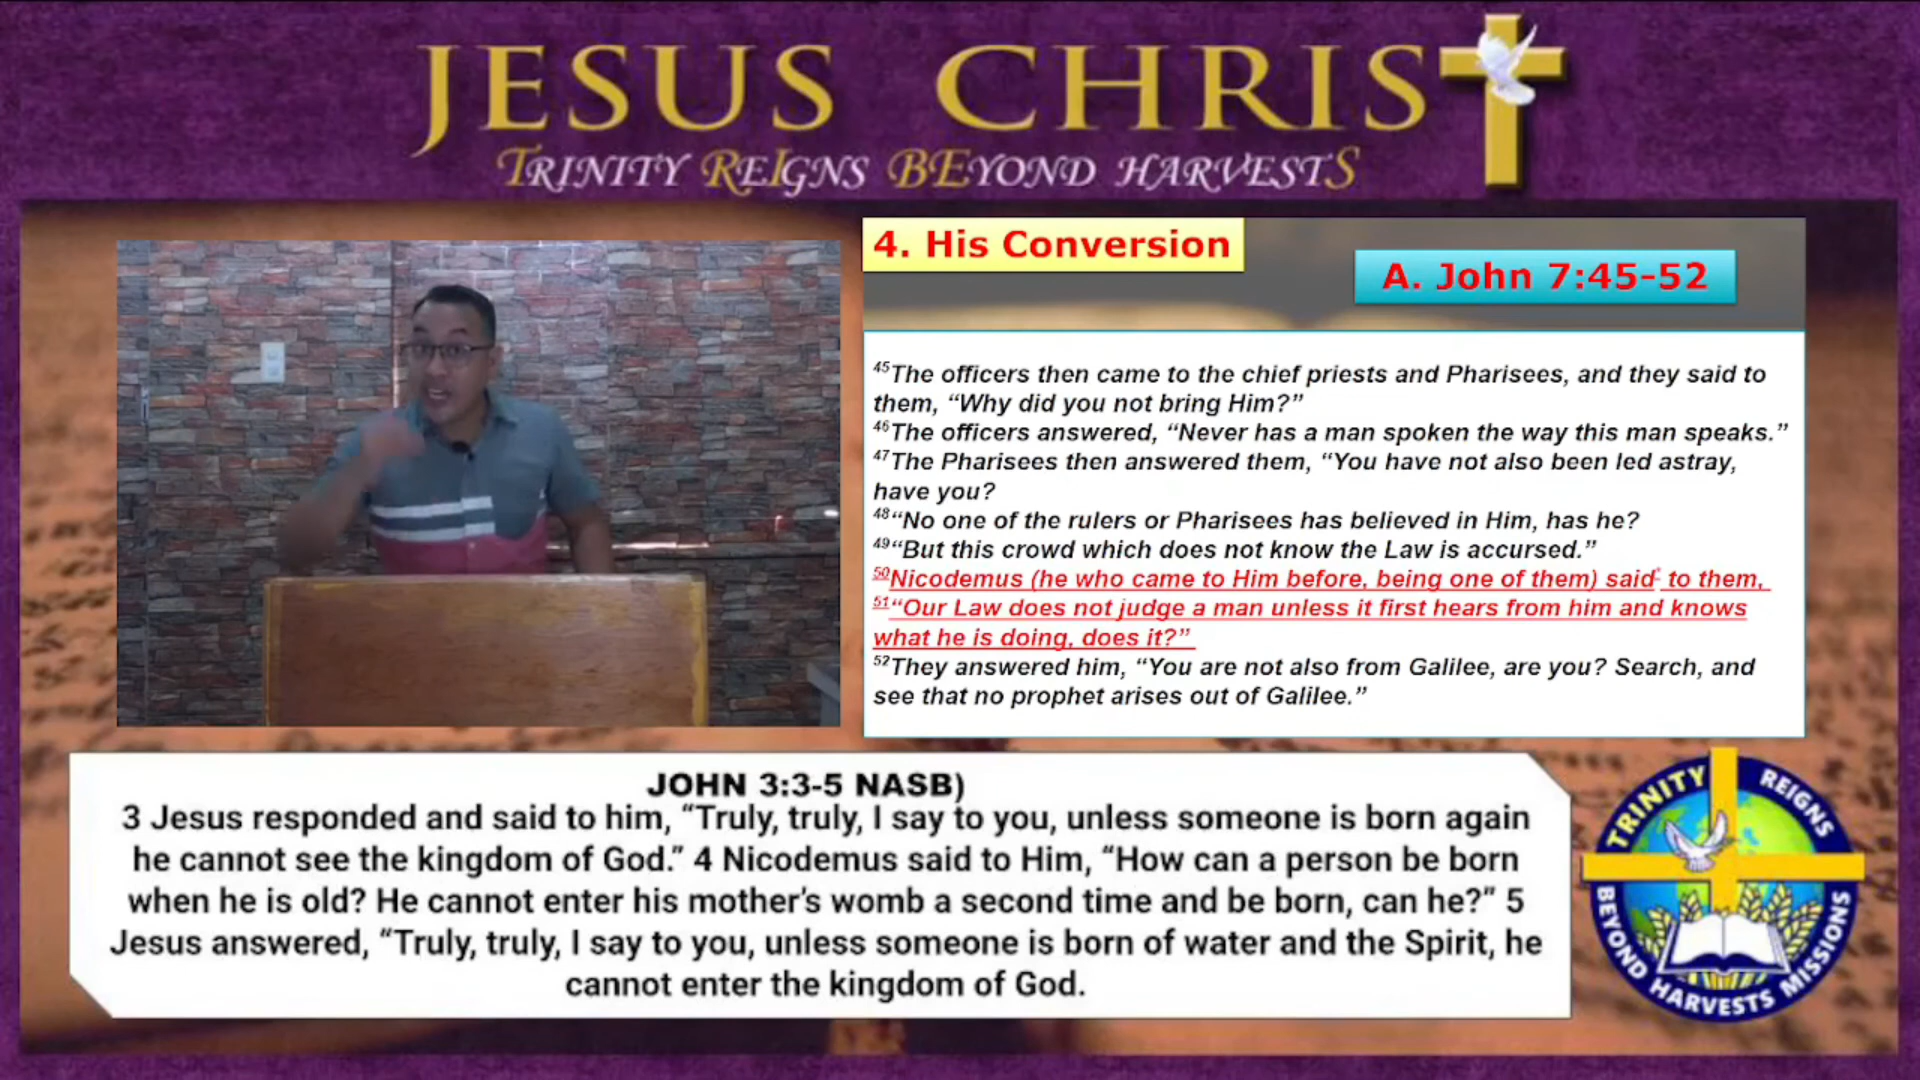 JESUS CHRIST
TRINITY REIGNS BEYOND HARVESTS
4. His Conversion
A. John 7:45-52
45The officers then came to the chief priests and Pharisees, and they said to
them, “Why did you not bring Him?”
46The officers answered, “Never has a man spoken the way this man speaks.”
47The Pharisees then answered them, “You have not also been led astray,
have you?
48“No one of the rulers or Pharisees has believed in Him, has he?
49“But this crowd which does not know the Law is accursed.”
50Nicodemus (he who came to Him before, being one of them) said* to them,
51“Our Law does not judge a man unless it first hears from him and knows
what he is doing, does it?”
52They answered him, “You are not also from Galilee, are you? Search, and
see that no prophet arises out of Galilee.”
JOHN 3:3-5 NASB)
3 Jesus responded and said to him, “Truly, truly, I say to you, unless someone is born again
he cannot see the kingdom of God.” 4 Nicodemus said to Him, “How can a person be born
when he is old? He cannot enter his mother’s womb a second time and be born, can he?” 5
Jesus answered, “Truly, truly, I say to you, unless someone is born of water and the Spirit, he
cannot enter the kingdom of God.
TRINITY REIGNS
BEYOND HARVESTS MISSIONS